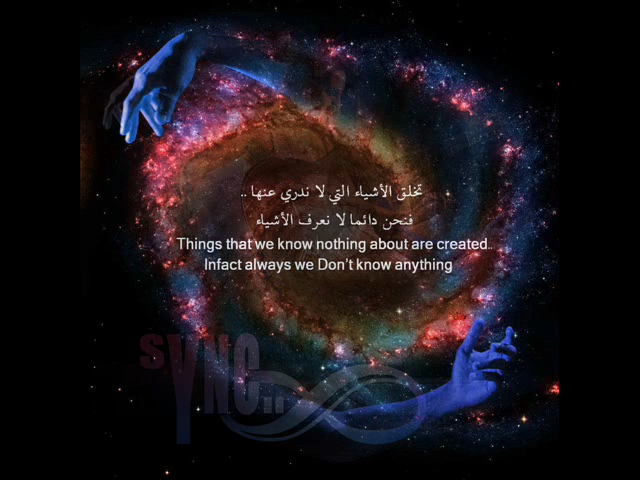 تخلق الأشياء التي لا ندري عنها ..
فنحن دائما لا نعرف الأشياء
Things that we know nothing about are created..
Infact always we Don't know anything
SYNC..